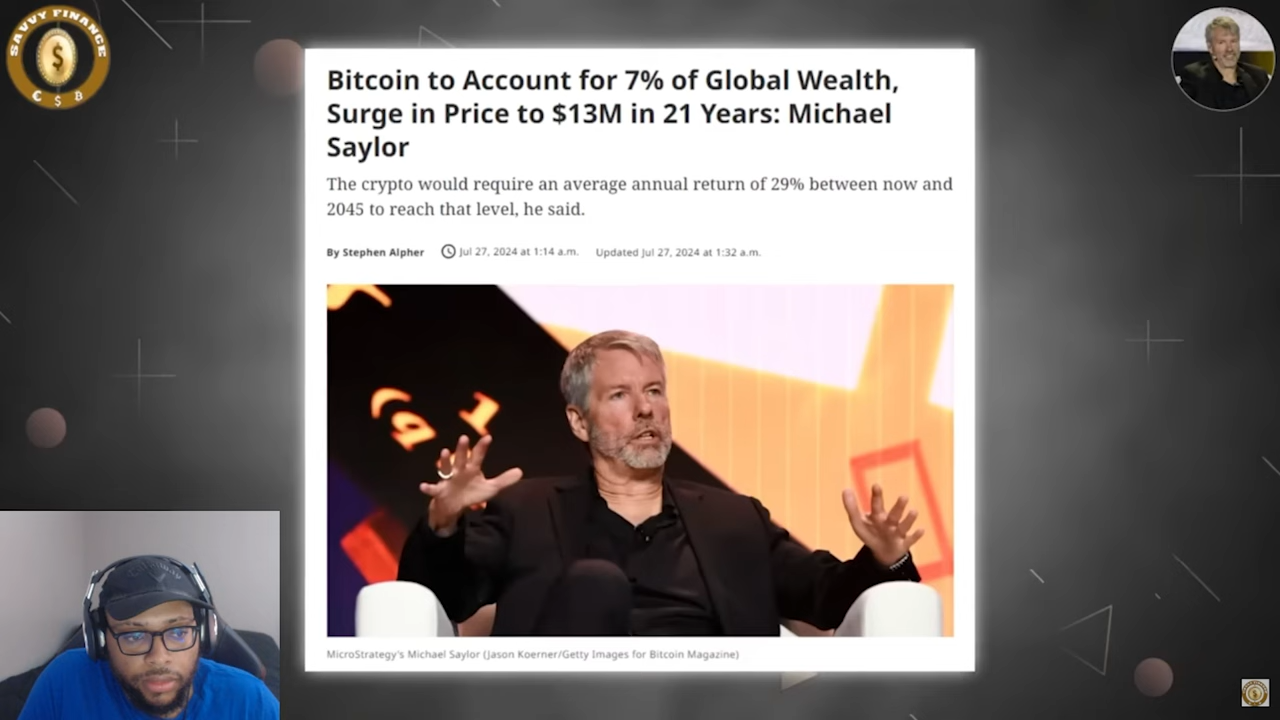 SAVVY FINANCE
$
€ $ ₿
Bitcoin to Account for 7% of Global Wealth,
Surge in Price to $13M in 21 Years: Michael
Saylor
The crypto would require an average annual return of 29% between now and
2045 to reach that level, he said.
By Stephen Alpher Jul 27, 2024 at 1:14 a.m. Updated Jul 27, 2024 at 1:32 a.m.
MicroStrategy's Michael Saylor (Jason Koerner/Getty Images for Bitcoin Magazine)